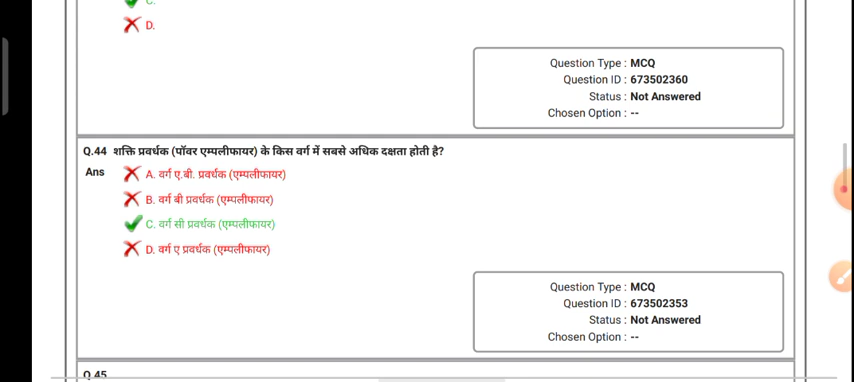 C.
D.
Question Type : MCQ
Question ID : 673502360
Status : Not Answered
Chosen Option : --
Q.44 शक्ति प्रवर्धक (पॉवर एम्पलीफायर) के किस वर्ग में सबसे अधिक दक्षता होती है?
Ans A. वर्ग ए.बी. प्रवर्धक (एम्पलीफायर)
B. वर्ग बी प्रवर्धक (एम्पलीफायर)
C. वर्ग सी प्रवर्धक (एम्पलीफायर)
D. वर्ग ए प्रवर्धक (एम्पलीफायर)
Question Type : MCQ
Question ID : 673502353
Status : Not Answered
Chosen Option : --
Q.45